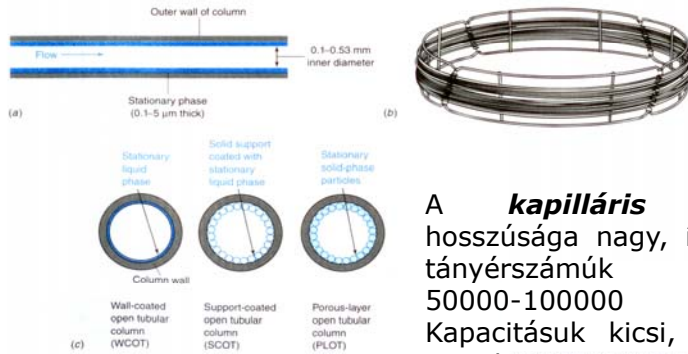 Outer wall of column
Flow
0.1–0.53 mm
inner diameter
Stationary phase
(0.1–5 μm thick)
(a)
(b)
Stationary
liquid
phase
Solid support
coated with
stationary
liquid phase
Stationary
solid-phase
particles
Column wall
Wall-coated
open tubular
column
(WCOT)
Support-coated
open tubular
column
(SCOT)
Porous-layer
open tubular
column
(PLOT)
(c)
A kapilláris
hosszúsága nagy,
tányérszámúk
50000-100000
Kapacitásuk kicsi,